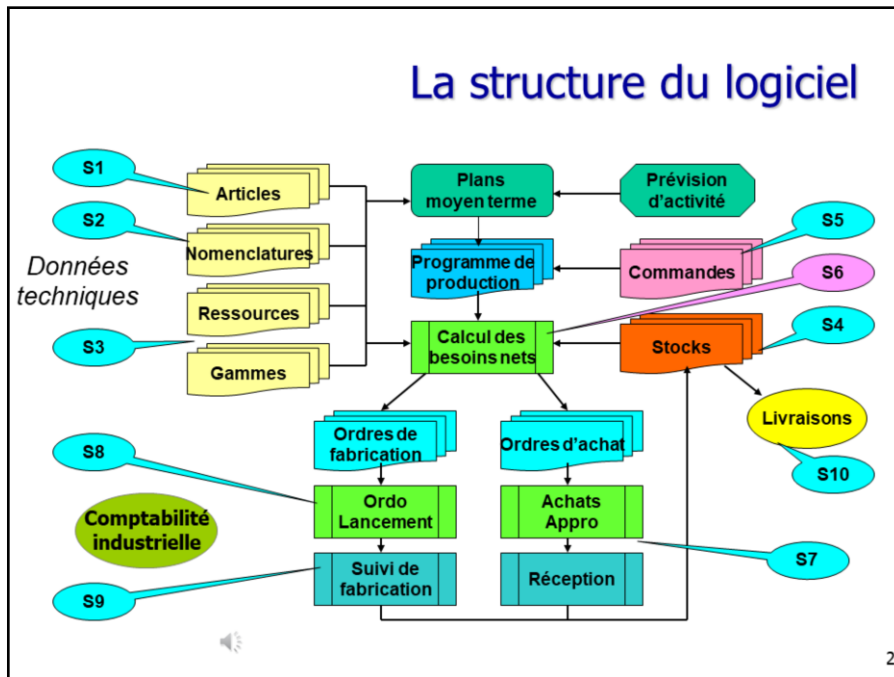 La structure du logiciel
S1
Articles
Plans
moyen terme
Prévision
d'activité
S2
Nomenclatures
Programme de
production
Commandes
S5
S6
Données
techniques
Ressources
S3
Gammes
Calcul des
besoins nets
Stocks
S4
Livraisons
S10
Ordres de
fabrication
Ordres d'achat
S8
Ordo
Lancement
Achats
Appro
Comptabilité
industrielle
S7
S9
Suivi de
fabrication
Réception
2